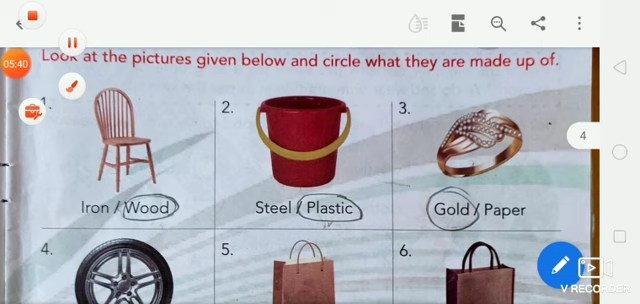 05:40
Look at the pictures given below and circle what they are made up of.
1.
2.
3.
4
Iron / Wood
Steel / Plastic
Gold / Paper
4.
5.
6.
V RECORDER